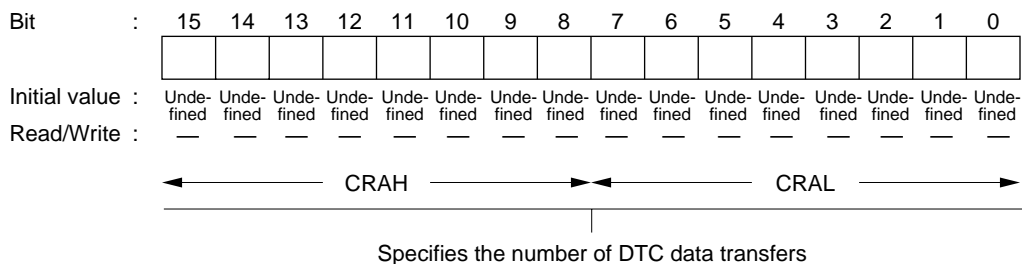 Bit : 15 14 13 12 11 10 9 8 7 6 5 4 3 2 1 0
Initial value : Unde- Unde- Unde- Unde- Unde- Unde- Unde- Unde- Unde- Unde- Unde- Unde- Unde- Unde- Unde- Unde-
fined fined fined fined fined fined fined fined fined fined fined fined fined fined fined fined
Read/Write : — — — — — — — — — — — — — — — —
CRAH CRAL
Specifies the number of DTC data transfers